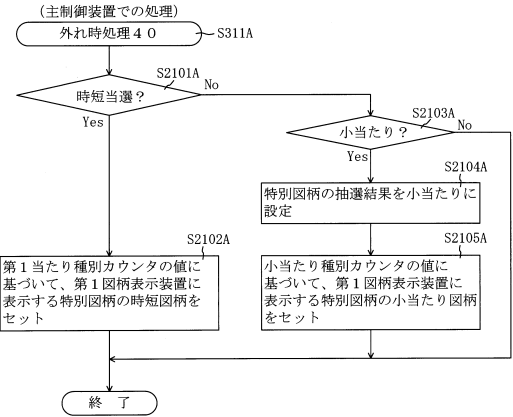 (主制御装置での処理)
外れ時処理40
S311A
S2101A
時短当選?
No
Yes
S2103A
小当たり?
No
Yes
S2104A
特別図柄の抽選結果を小当たりに
設定
S2102A
第1当たり種別カウンタの値に
基づいて、第1図柄表示装置に
表示する特別図柄の時短図柄を
セット
S2105A
小当たり種別カウンタの値に
基づいて、第1図柄表示装置に
表示する特別図柄の小当たり図柄
をセット
終 了